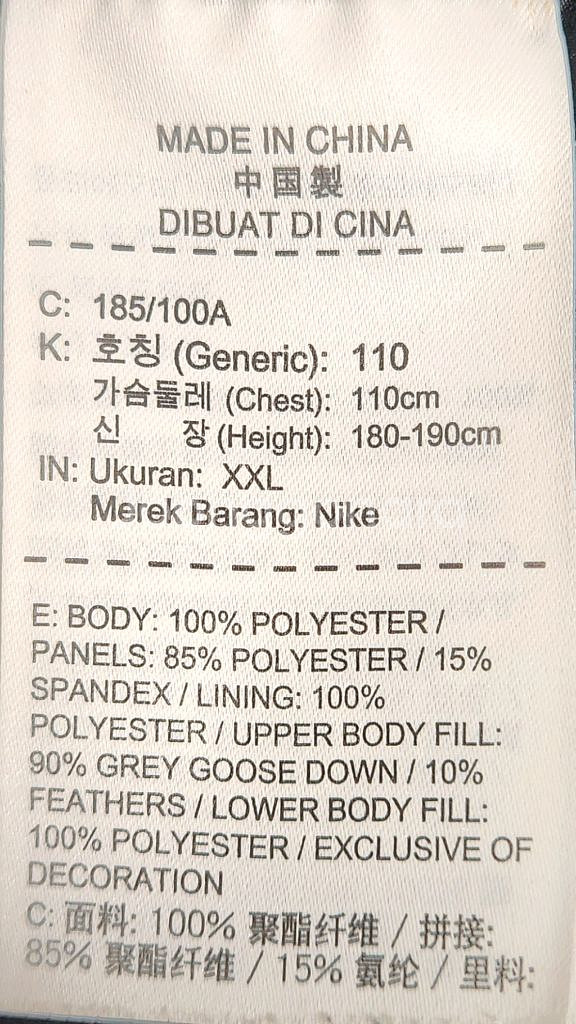 MADE IN CHINA
中国製
DIBUAT DI CINA
C: 185/100A
K: 호칭 (Generic): 110
가슴둘레 (Chest): 110cm
신 장 (Height): 180-190cm
IN: Ukuran: XXL
Merek Barang: Nike
E: BODY: 100% POLYESTER /
PANELS: 85% POLYESTER / 15%
SPANDEX / LINING: 100%
POLYESTER / UPPER BODY FILL:
90% GREY GOOSE DOWN / 10%
FEATHERS / LOWER BODY FILL:
100% POLYESTER / EXCLUSIVE OF
DECORATION
C: 面料: 100% 聚酯纤维 / 拼接:
85% 聚酯纤维 / 15% 氨纶 / 里料: